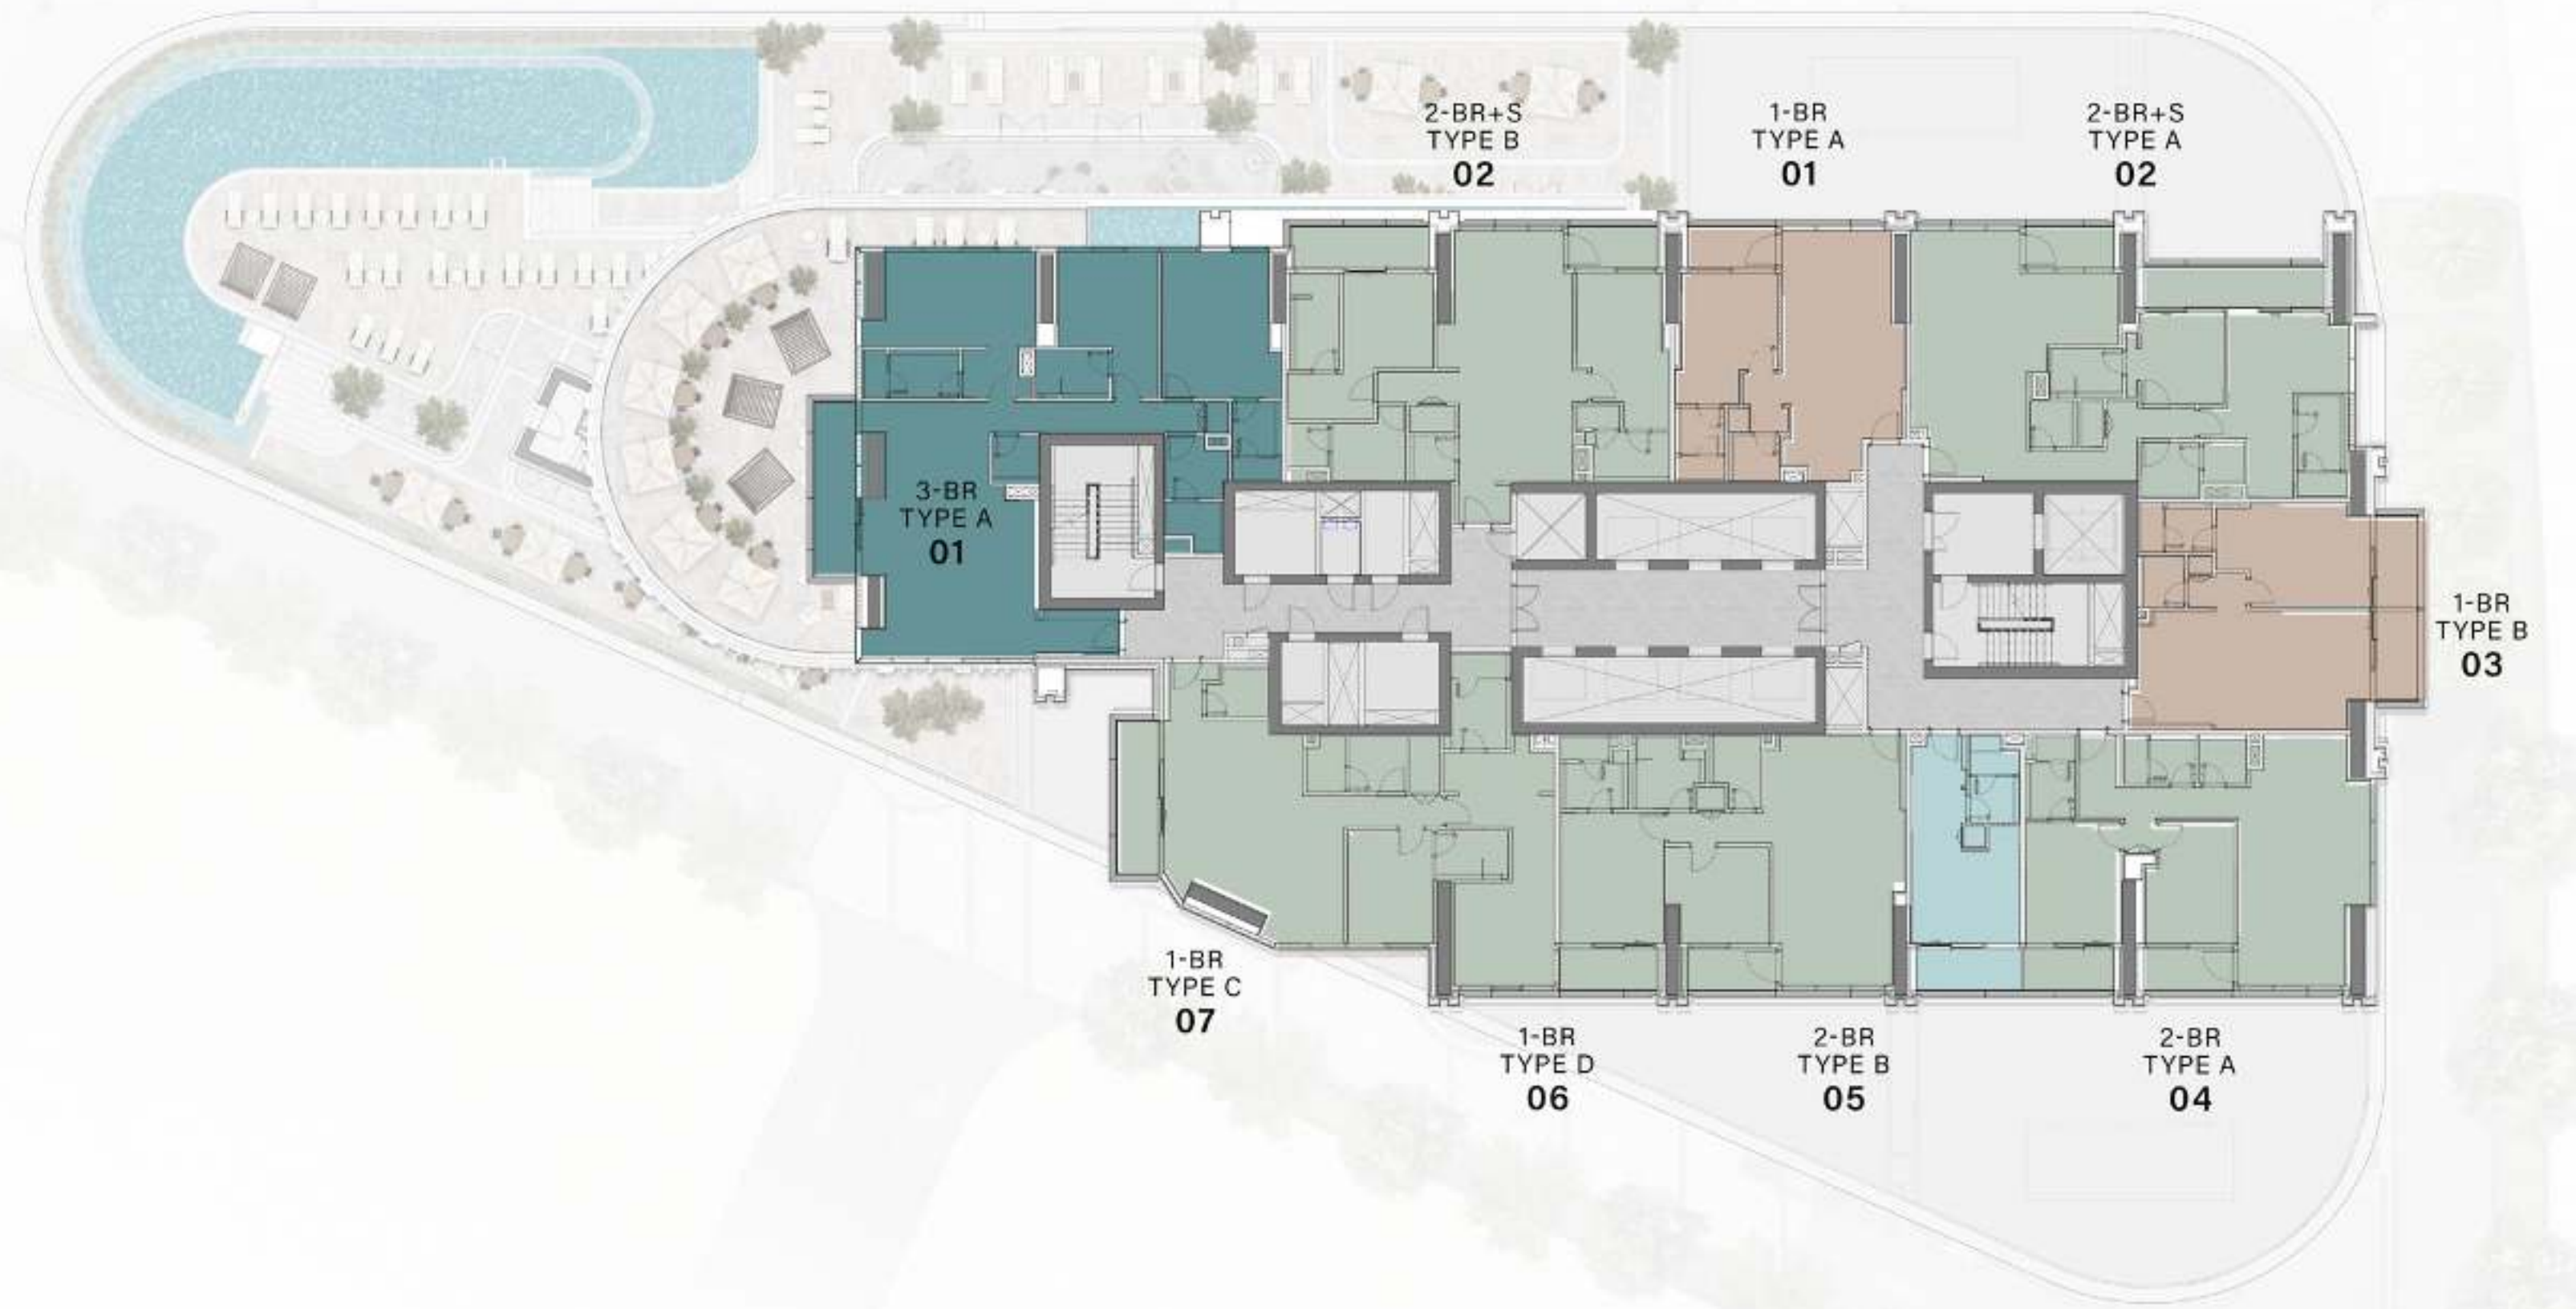 2-BR+S
TYPE B
02
1-BR
TYPE A
01
2-BR+S
TYPE A
02
3-BR
TYPE A
01
1-BR
TYPE B
03
1-BR
TYPE C
07
1-BR
TYPE D
06
2-BR
TYPE B
05
2-BR
TYPE A
04